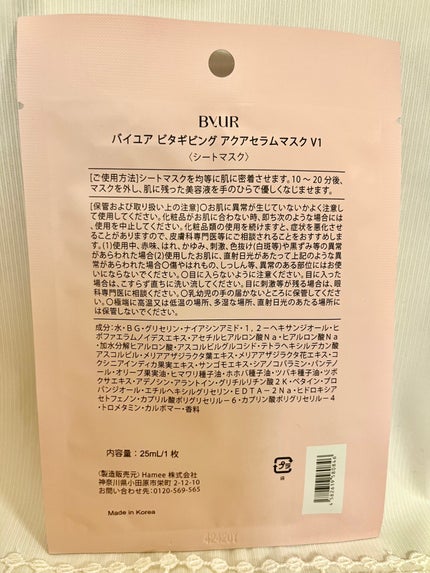 BY.UR
バイユア ビタギビング アクアセラムマスク V1
〈シートマスク〉
[ご使用方法]シートマスクを均等に肌に密着させます。10～20分後、
マスクを外し、肌に残った美容液を手のひらで優しくなじませます。
[保管および取り扱い上の注意]○お肌に異常が生じていないかよく注意
して使用してください。化粧品がお肌に合わない時、即ち次のような場合には
、使用を中止してください。化粧品類の使用を続けますと、症状を悪化させ
ることがありますので、皮膚科専門医等にご相談されることをおすすめしま
す。(1)使用中、赤味、はれ、かゆみ、刺激、色抜け(白斑等)や黒ずみ等の異常
があらわれた場合(2)使用したお肌に、直射日光があたって上記のような異
常があらわれた場合○傷やはれもの、しっしん等、異常のある部位にはお使
いにならないでください。○目に入らないように注意してください。目に入った
場合は、こすらず直ちに洗い流してください。目に刺激等が残る場合は、眼
科専門医に相談ください。○乳幼児の手の届かないところに保管してください
。○極端に高温又は低温の場所、多湿な場所、直射日光のあたる場所に
は保管しないでください。
成分:水・BG・グリセリン・ナイアシンアミド・1，2－ヘキサンジオール・ヒ
ポファエラムノイデスエキス・アセチルヒアルロン酸Na・ヒアルロン酸Na
・加水分解ヒアルロン酸・アスコルビルグルコシド・テトラヘキシルデカン酸
アスコルビル・メリアアザジラクタ葉エキス・メリアアザジラクタ花エキス・コ
クシニアインディカ果実エキス・サンゴモエキス・シアノコバラミン・パンテノ
ール・オリーブ果実油・ヒマワリ種子油・ホホバ種子油・ツバキ種子油・ツボ
クサエキス・アデノシン・アラントイン・グリチルリチン酸2K・ベタイン・プロ
パンジオール・エチルヘキシルグリセリン・EDTA－2Na・ヒドロキシア
セトフェノン・カプリル酸ポリグリセリル－6・カプリン酸ポリグリセリル－4
・トロメタミン・カルボマー・香料
内容量：25mL/1枚
〈製造販売元〉Hamee 株式会社
神奈川県小田原市栄町 2-12-10
お問い合わせ先：0120-569-565
Made in Korea
プラ
袋
424207